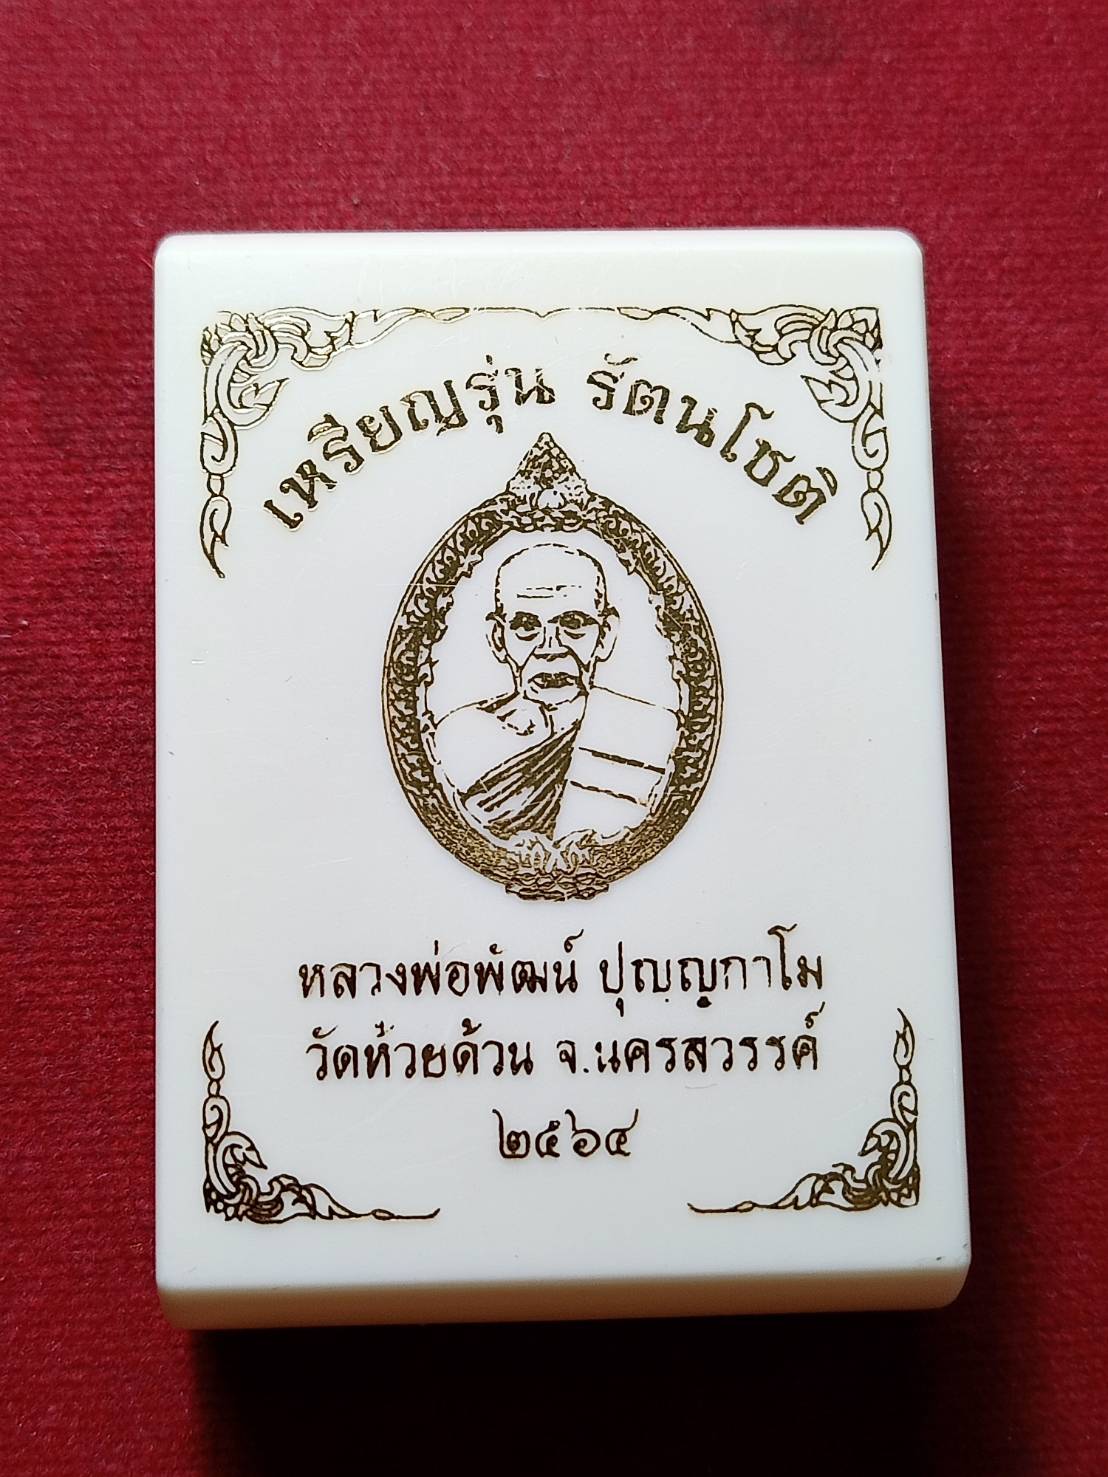 เหรียญรุ่น รัตนโชติ
หลวงพ่อพัฒน์ ปุญญกาโม
วัดห้วยด้วน จ.นครสวรรค์
๒๕๖๔